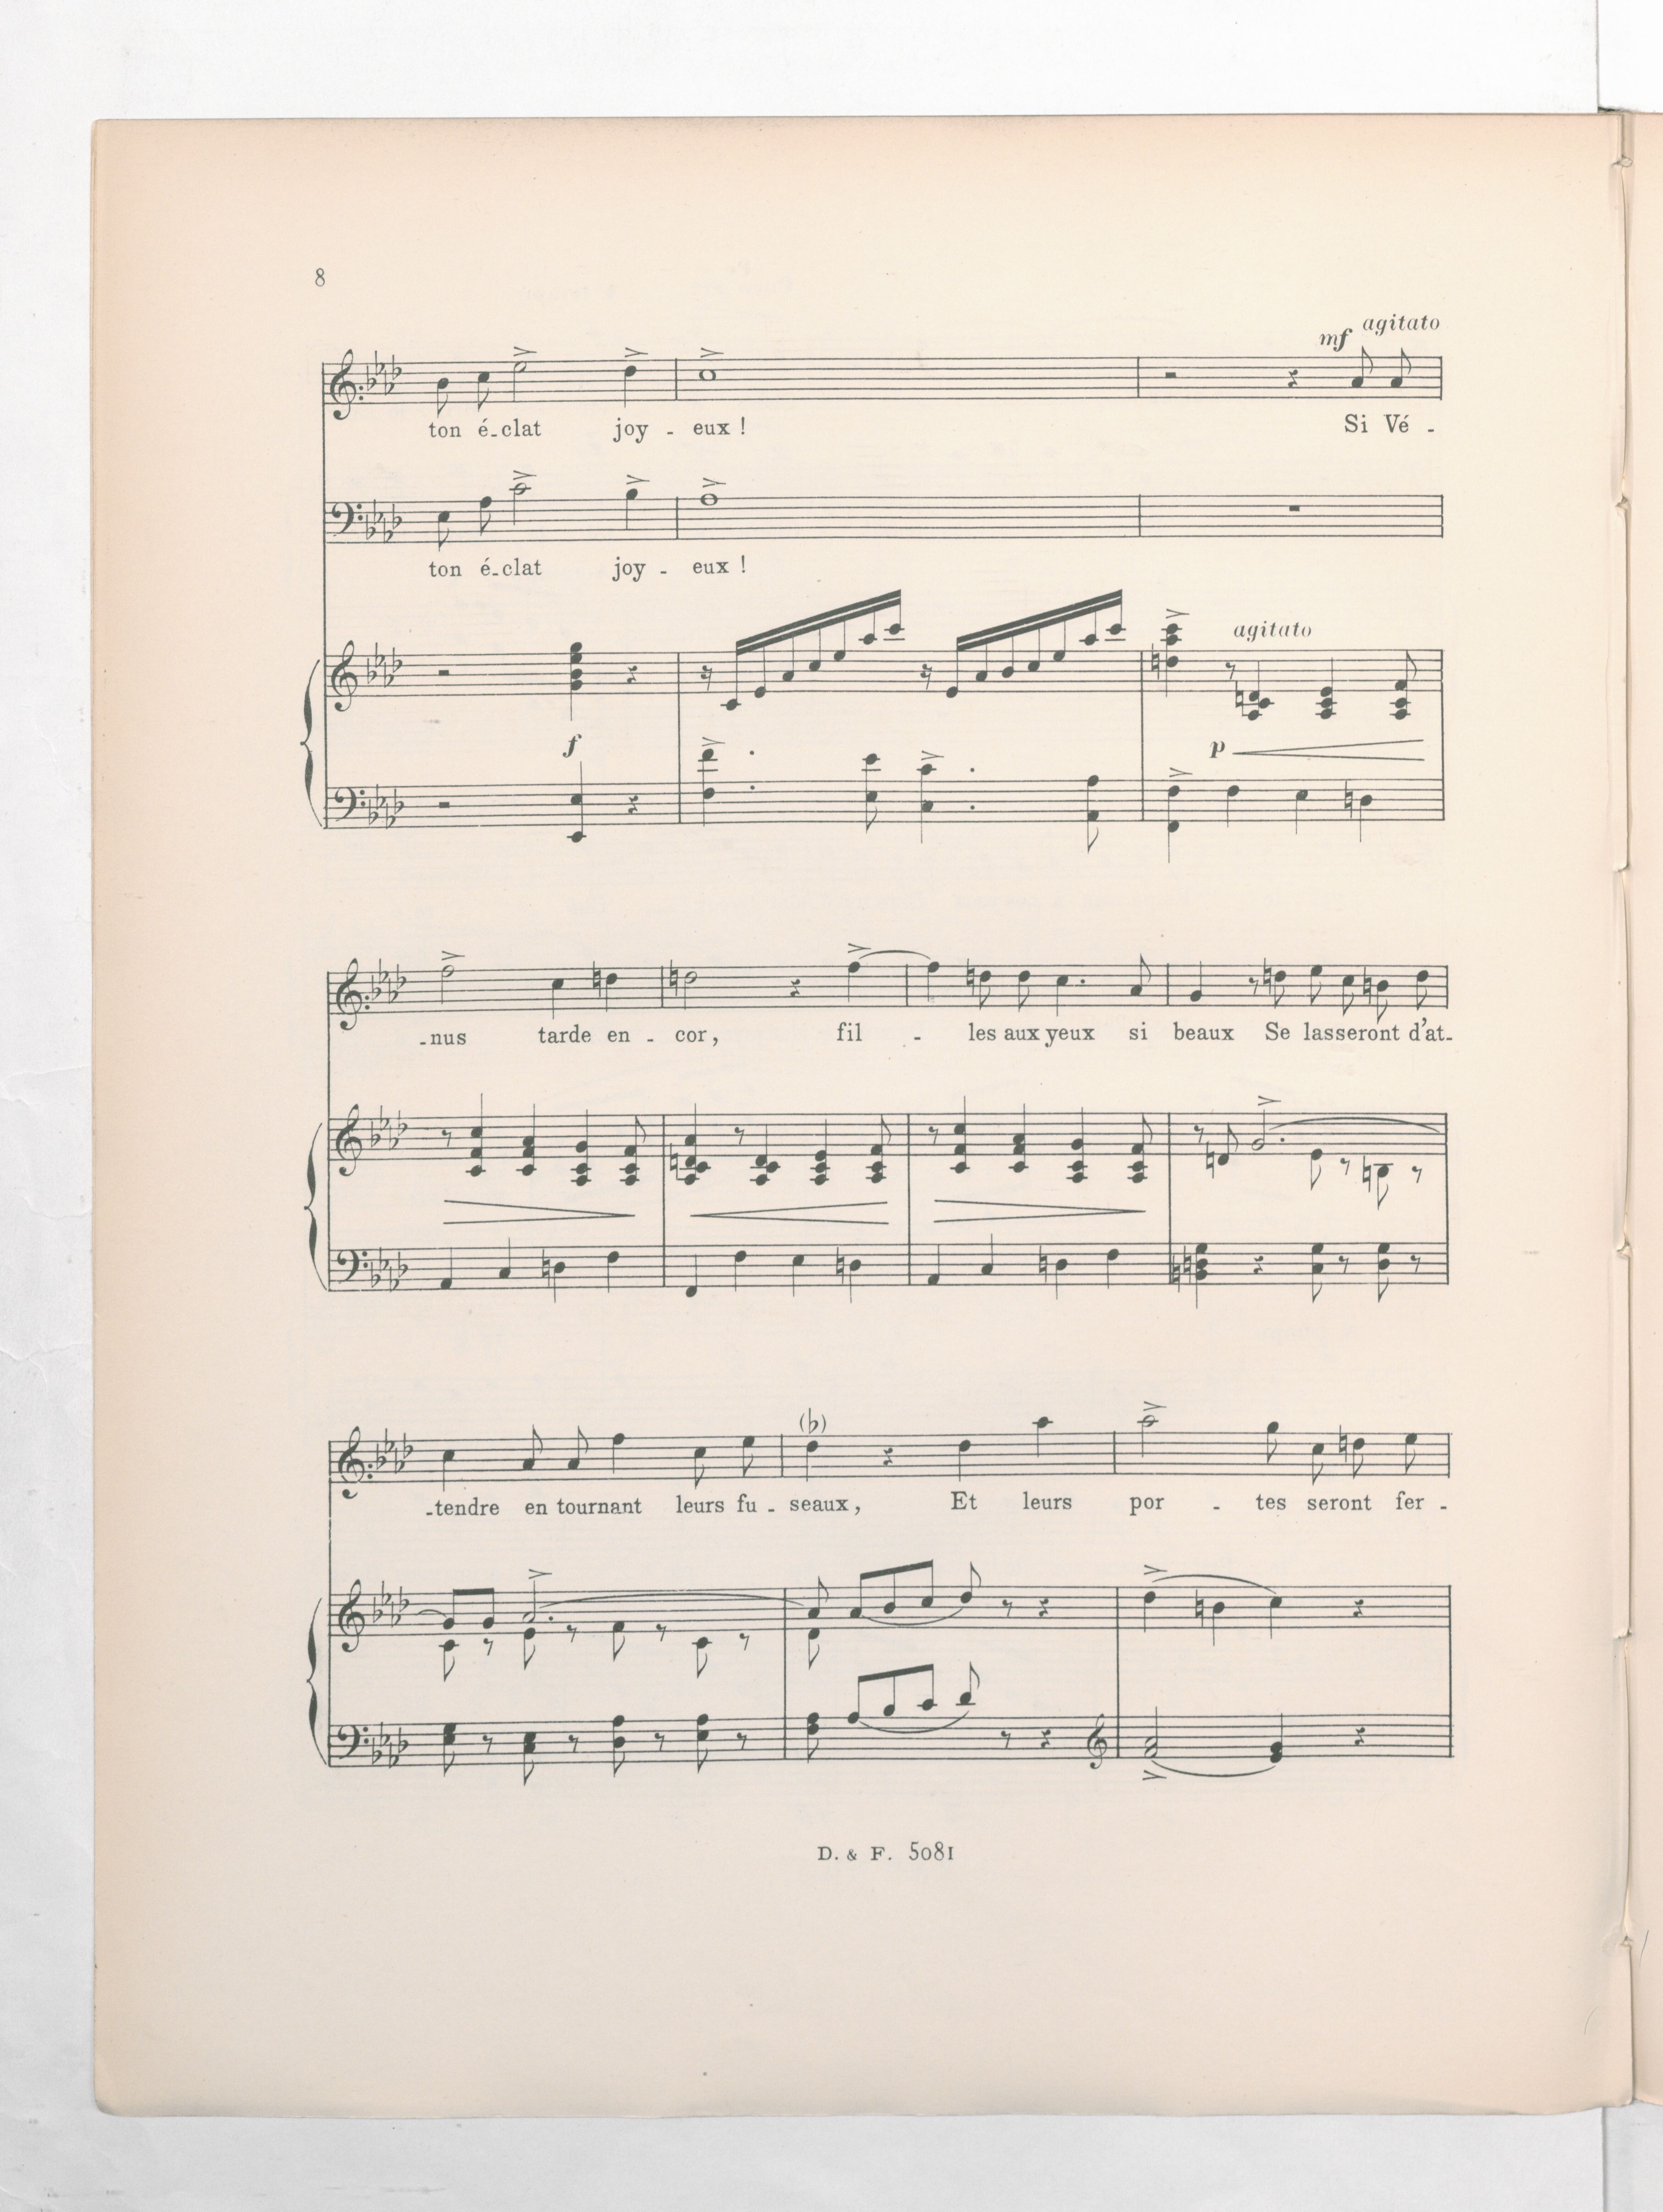 8
mf agitato
ton é-clat joy - eux ! Si Vé -
ton é-clat joy - eux !
agitato
f p
-nus tarde en - cor, fil - les aux yeux si beaux Se lasseront d'at-
(b)
-tendre en tournant leurs fu - seaux, Et leurs por - tes seront fer -
D. & F. 5081